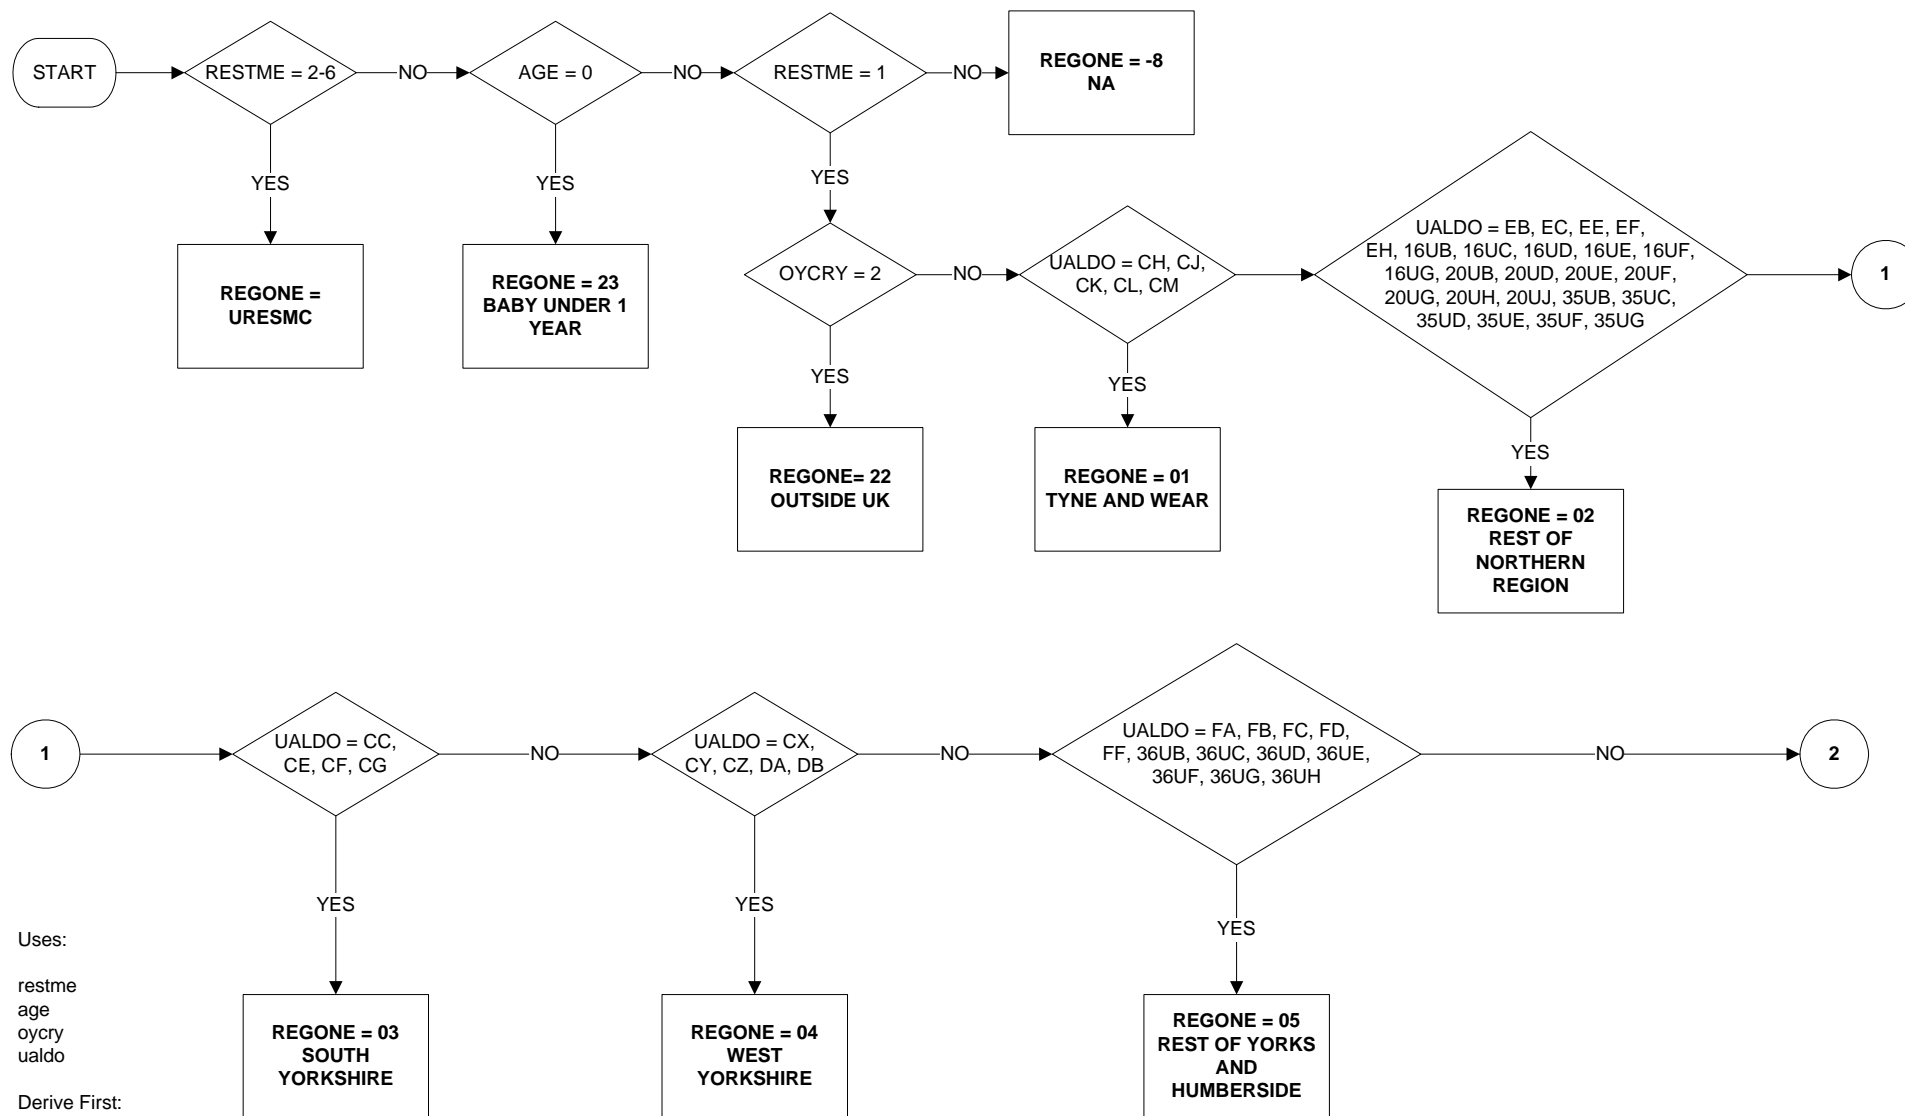 START
RESTME = 2-6
NO
AGE = 0
NO
RESTME = 1
NO
REGONE = -8
NA
YES
YES
YES
REGONE =
URESMC
REGONE = 23
BABY UNDER 1
YEAR
OYCRY = 2
NO
UALDO = CH, CJ,
CK, CL, CM
UALDO = EB, EC, EE, EF,
EH, 16UB, 16UC, 16UD, 16UE, 16UF,
16UG, 20UB, 20UD, 20UE, 20UF,
20UG, 20UH, 20UJ, 35UB, 35UC,
35UD, 35UE, 35UF, 35UG
1
YES
YES
YES
REGONE= 22
OUTSIDE UK
REGONE = 01
TYNE AND WEAR
REGONE = 02
REST OF
NORTHERN
REGION
1
UALDO = CC,
CE, CF, CG
NO
UALDO = CX,
CY, CZ, DA, DB
NO
UALDO = FA, FB, FC, FD,
FF, 36UB, 36UC, 36UD, 36UE,
36UF, 36UG, 36UH
NO
2
YES
YES
YES
REGONE = 03
SOUTH
YORKSHIRE
REGONE = 04
WEST
YORKSHIRE
REGONE = 05
REST OF YORKS
AND
HUMBERSIDE
Uses:
restme
age
oycry
ualdo
Derive First: